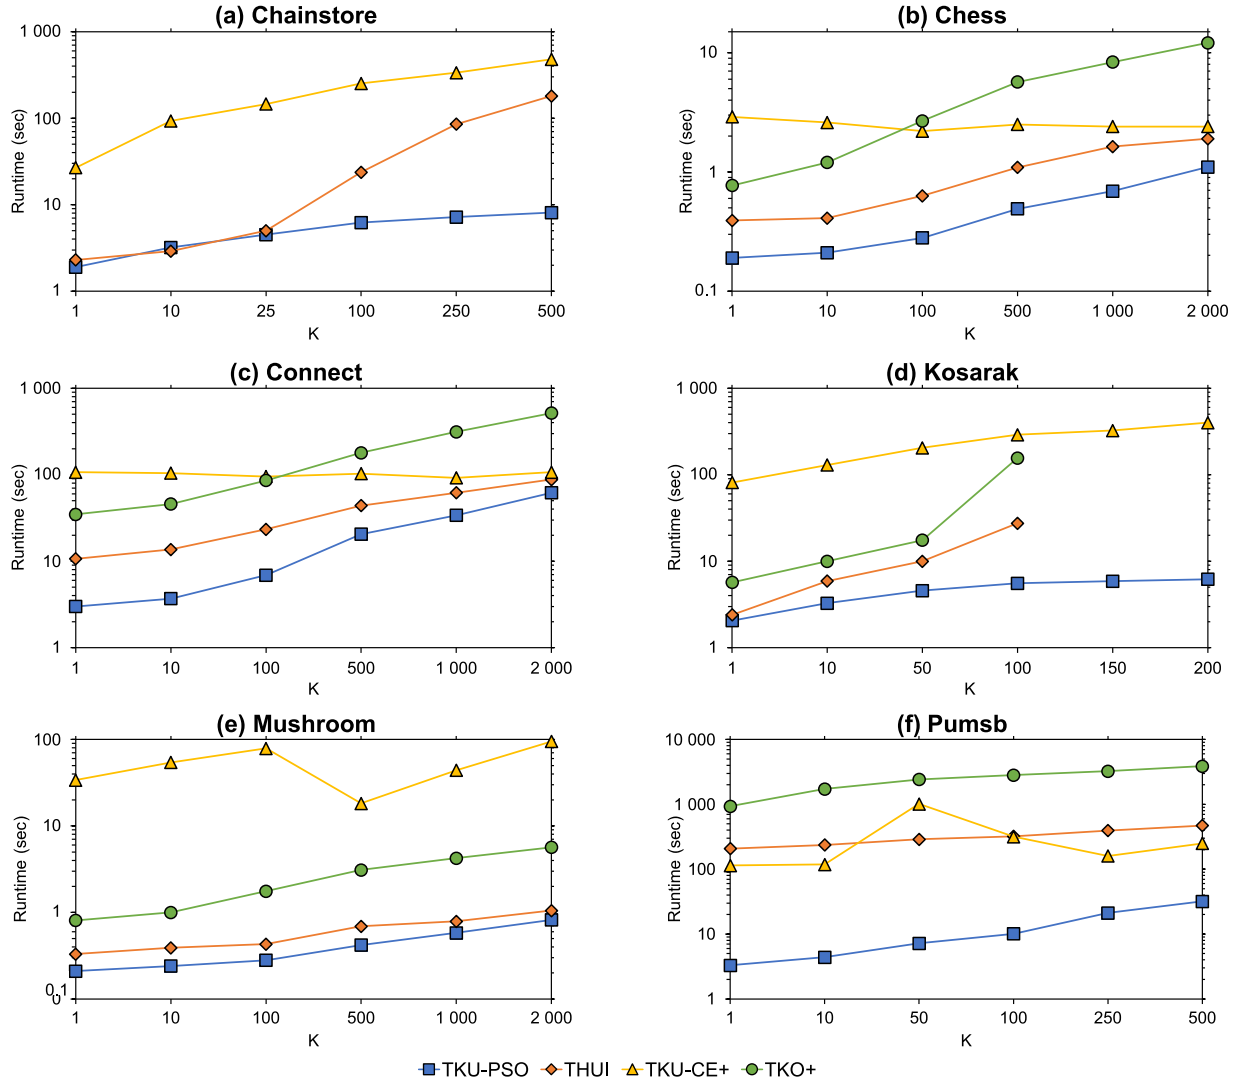 (a) Chainstore
1 000
100
10
1
Runtime (sec)
1 10 25 100 250 500
K
(b) Chess
10
1
0.1
Runtime (sec)
1 10 100 500 1 000 2 000
K
(c) Connect
1 000
100
10
1
Runtime (sec)
1 10 100 500 1 000 2 000
K
(d) Kosarak
1 000
100
10
1
Runtime (sec)
1 10 50 100 150 200
K
(e) Mushroom
100
10
1
0.1
0
Runtime (sec)
1 10 100 500 1 000 2 000
K
(f) Pumsb
10 000
1 000
100
10
1
Runtime (sec)
1 10 50 100 250 500
K
TKU-PSO THUI TKU-CE+ TKO+